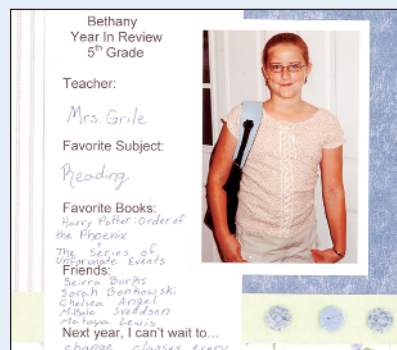 Bethany
Year In Review
5th Grade
Teacher:
Mrs. Grile
Favorite Subject:
Reading
Favorite Books:
Harry Potter: Order of
the Phoenix
+
The Series of
Unfortunate Events
Friends:
Seirra Burks
Sarah Bonkowski
Chelsea Angel
Mataya Lewis
Next year, I can't wait to...
change classes every